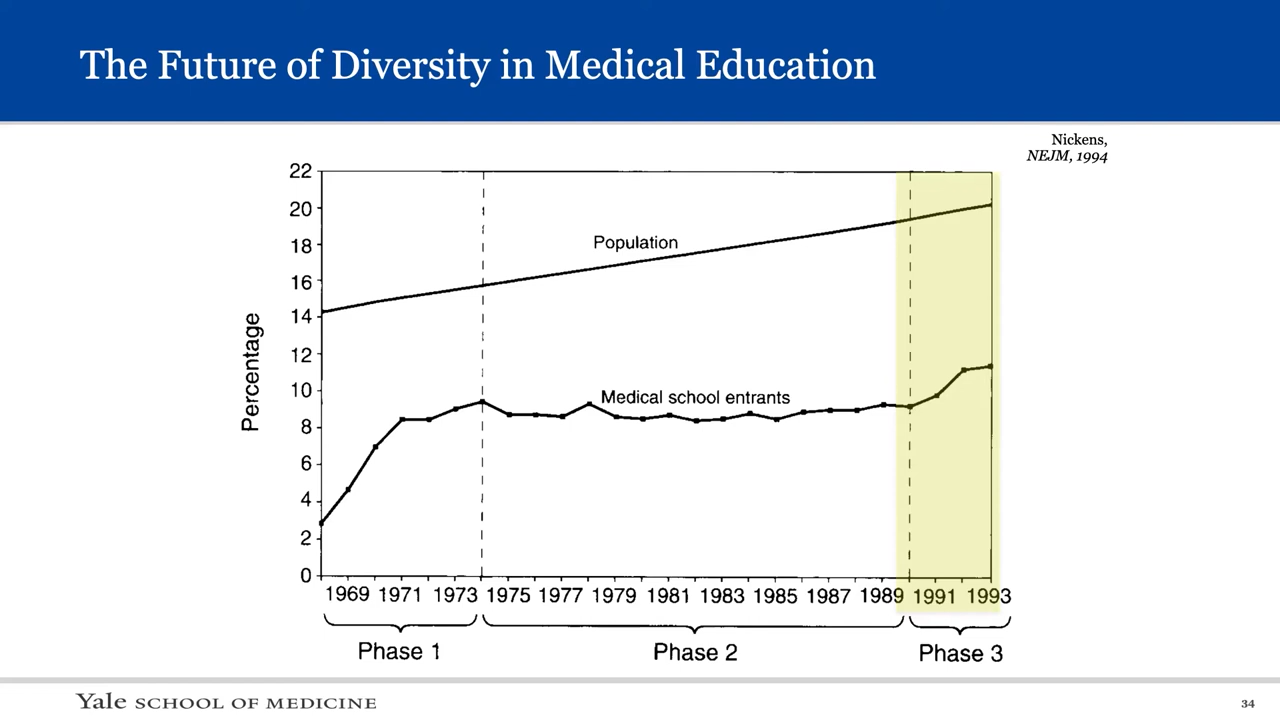 The Future of Diversity in Medical Education
Nickens,
NEJM, 1994
22
20
18
16
14
12
10
8
6
4
2
0
Percentage
Population
Medical school entrants
1969 1971 1973 1975 1977 1979 1981 1983 1985 1987 1989 1991 1993
Phase 1 Phase 2 Phase 3
Yale SCHOOL OF MEDICINE
34